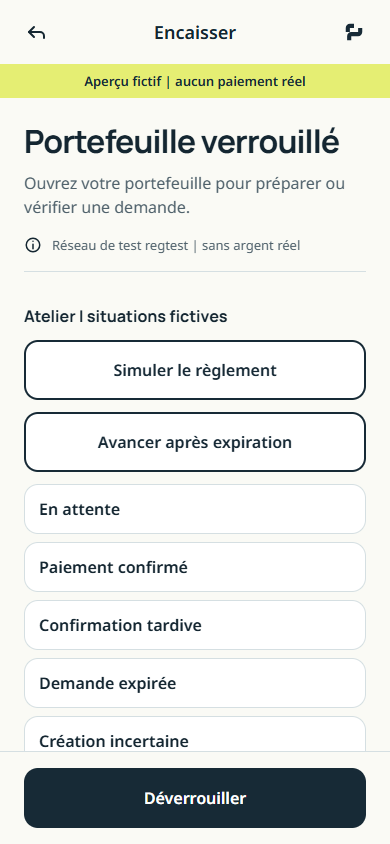 Encaisser
Aperçu fictif | aucun paiement réel
Portefeuille verrouillé
Ouvrez votre portefeuille pour préparer ou
vérifier une demande.
Réseau de test regtest | sans argent réel
Atelier | situations fictives
Simuler le règlement
Avancer après expiration
En attente
Paiement confirmé
Confirmation tardive
Demande expirée
Création incertaine
Déverrouiller